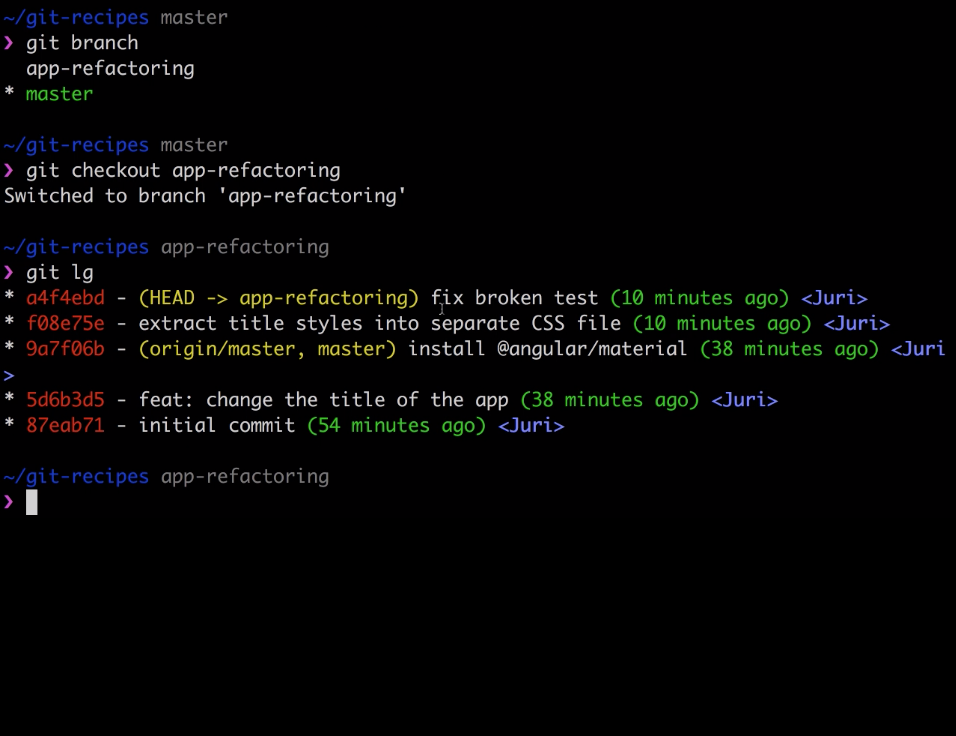 ~/git-recipes master
❯ git branch
  app-refactoring
* master
~/git-recipes master
❯ git checkout app-refactoring
Switched to branch 'app-refactoring'
~/git-recipes app-refactoring
❯ git lg
* a4f4ebd - (HEAD -> app-refactoring) fix broken test (10 minutes ago) <Juri>
* f08e75e - extract title styles into separate CSS file (10 minutes ago) <Juri>
* 9a7f06b - (origin/master, master) install @angular/material (38 minutes ago) <Juri
>
* 5d6b3d5 - feat: change the title of the app (38 minutes ago) <Juri>
* 87eab71 - initial commit (54 minutes ago) <Juri>
~/git-recipes app-refactoring
❯